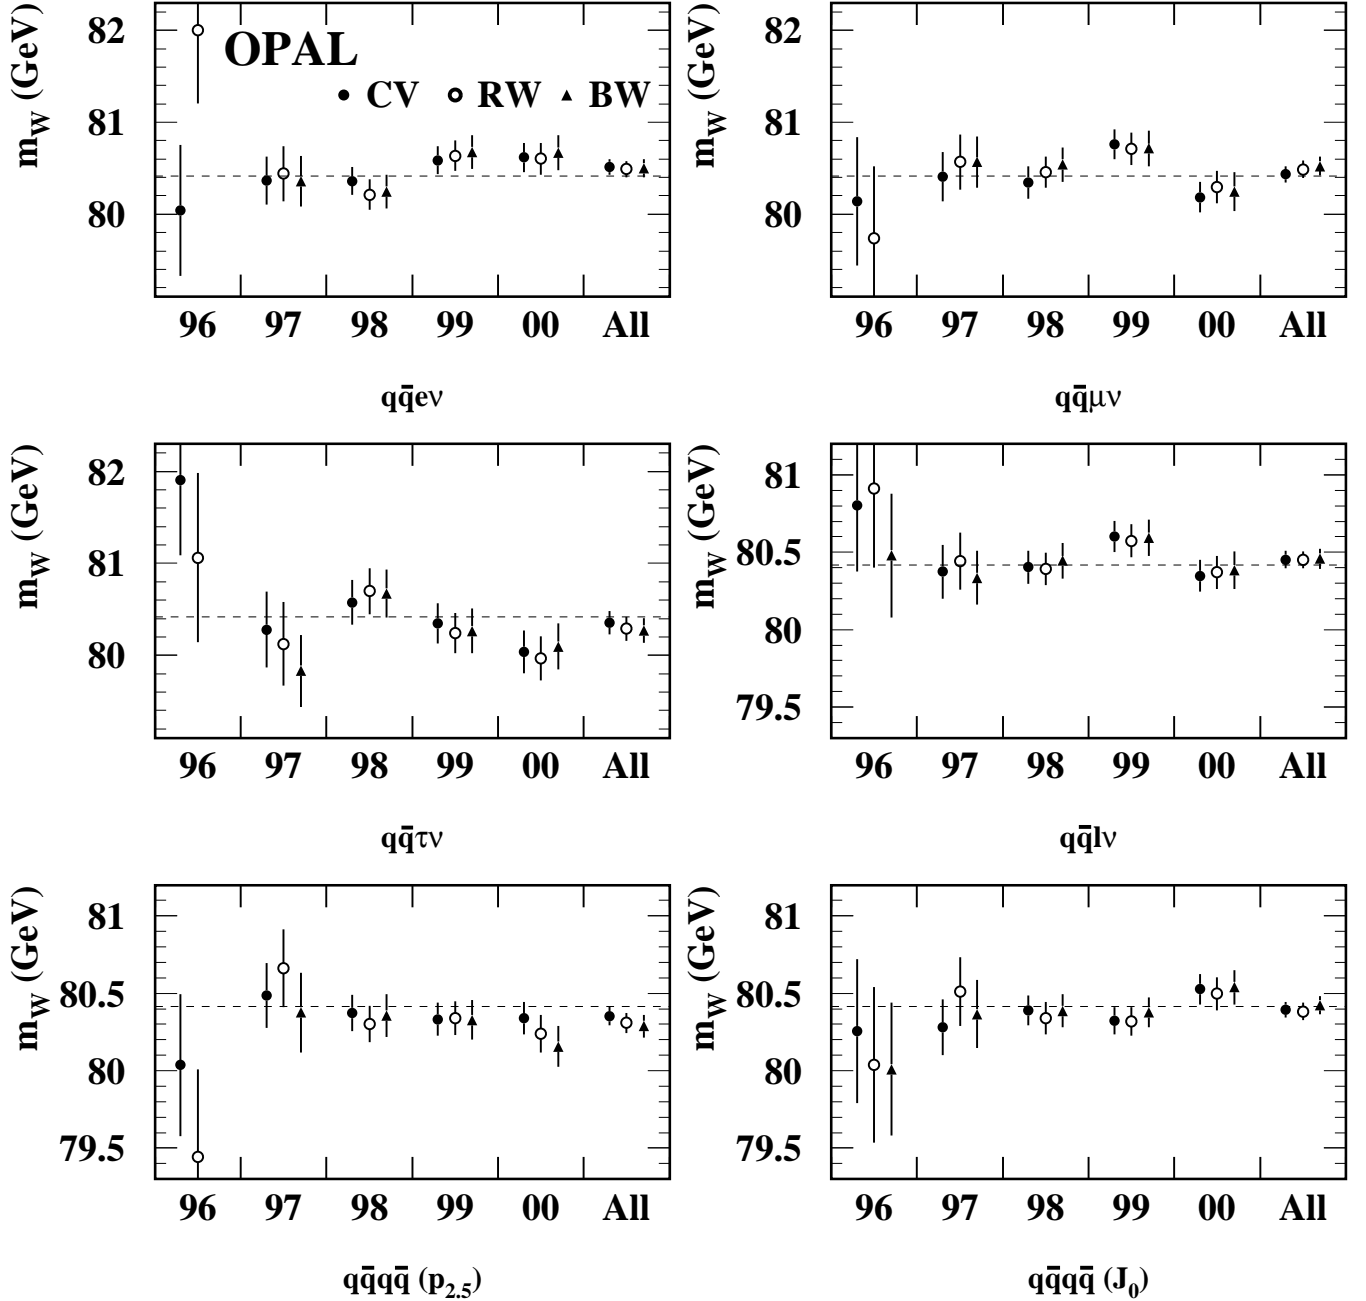 OPAL
● CV ○ RW ▲ BW
m_W (GeV)
82
81
80
96 97 98 99 00 All
qq̄eν
m_W (GeV)
82
81
80
96 97 98 99 00 All
qq̄μν
m_W (GeV)
82
81
80
96 97 98 99 00 All
qq̄τν
m_W (GeV)
81
80.5
80
79.5
96 97 98 99 00 All
qq̄lν
m_W (GeV)
81
80.5
80
79.5
96 97 98 99 00 All
qq̄qq̄ (p_2.5)
m_W (GeV)
81
80.5
80
79.5
96 97 98 99 00 All
qq̄qq̄ (J_0)